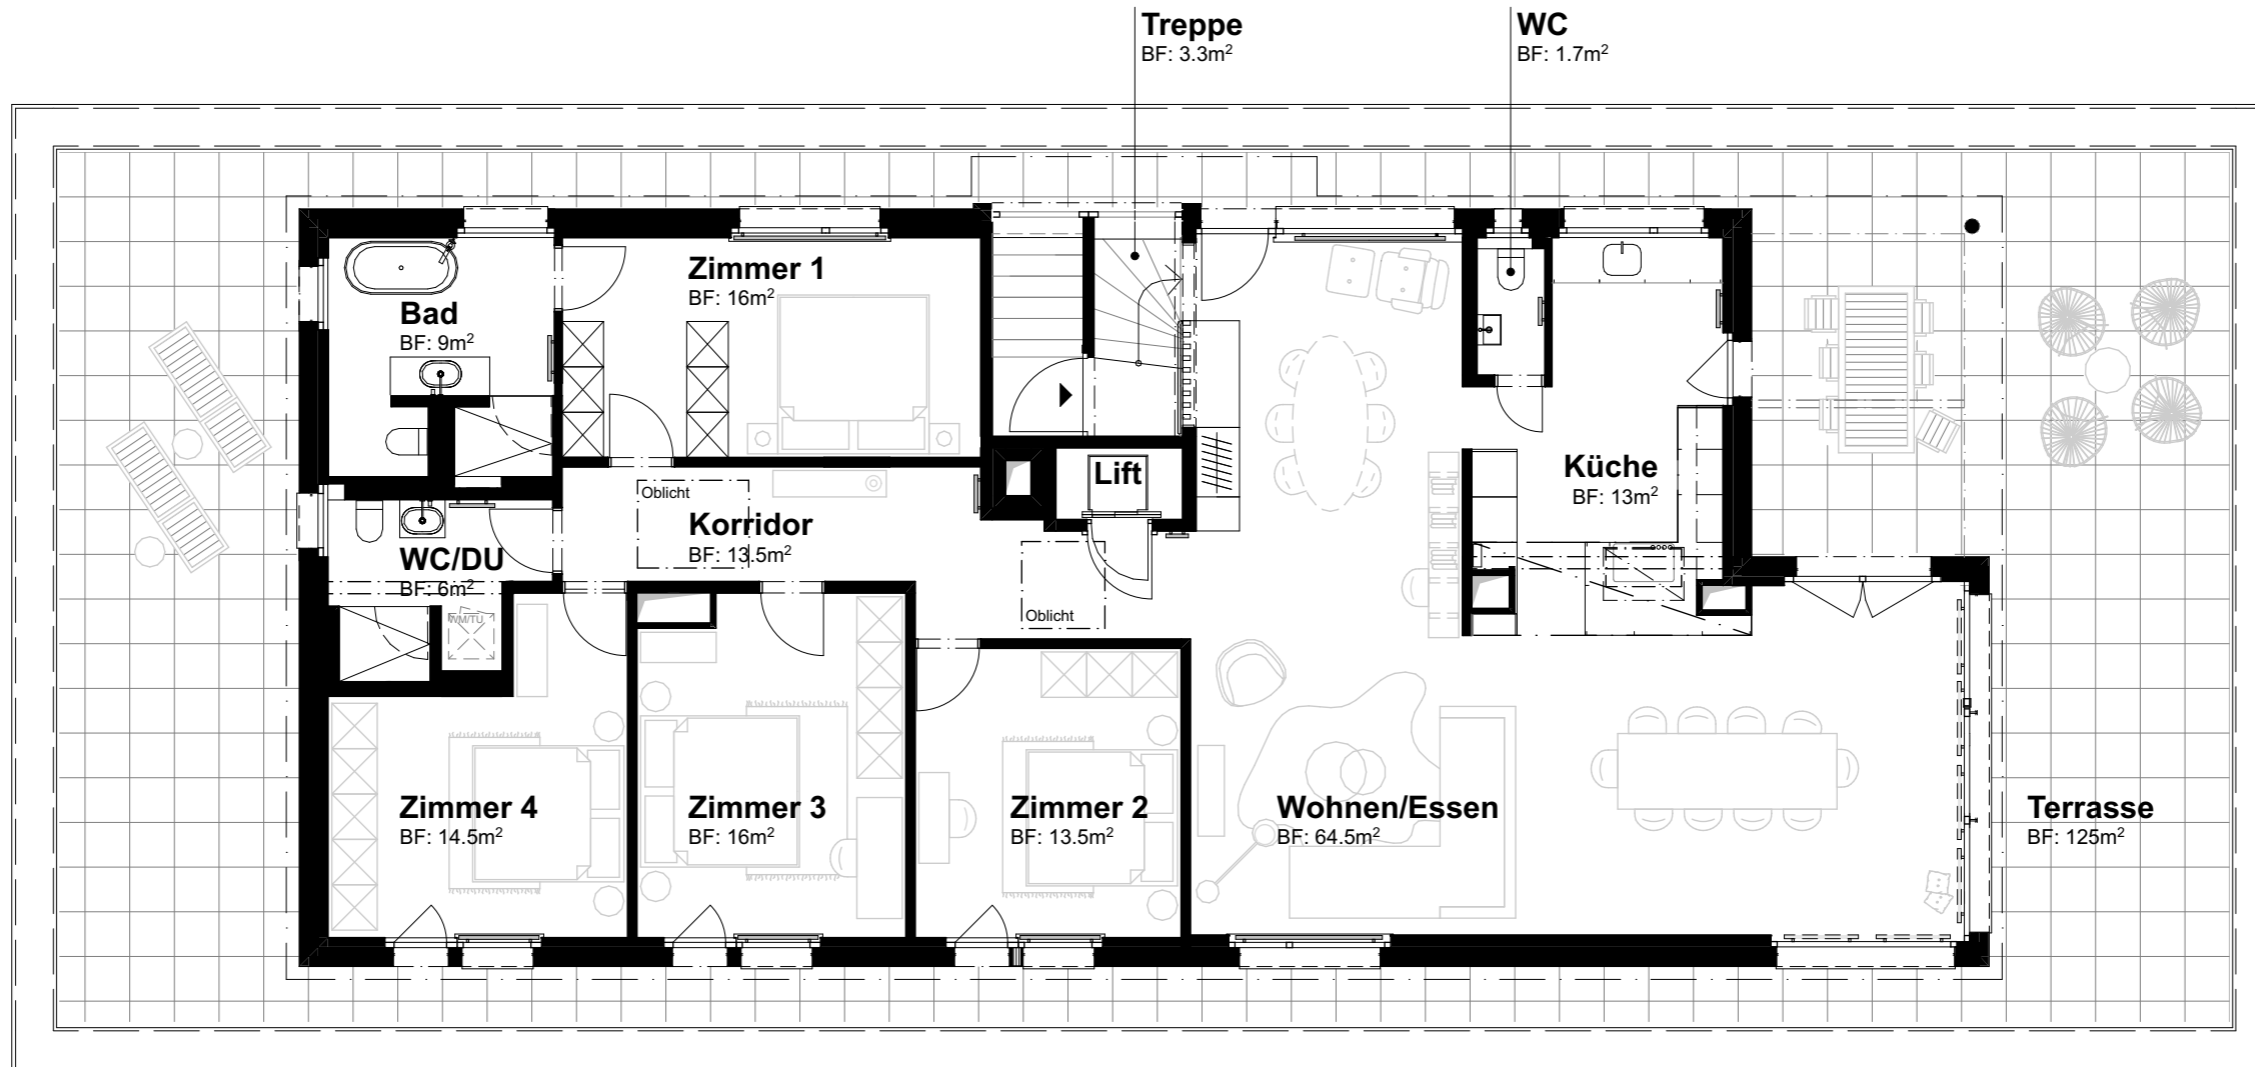 Treppe
BF: 3.3m²
WC
BF: 1.7m²
Zimmer 1
BF: 16m²
Bad
BF: 9m²
Lift
Küche
BF: 13m²
Oblicht
Korridor
BF: 13.5m²
WC/DU
BF: 6m²
WM/TU
Oblicht
Zimmer 4
BF: 14.5m²
Zimmer 3
BF: 16m²
Zimmer 2
BF: 13.5m²
Wohnen/Essen
BF: 64.5m²
Terrasse
BF: 125m²